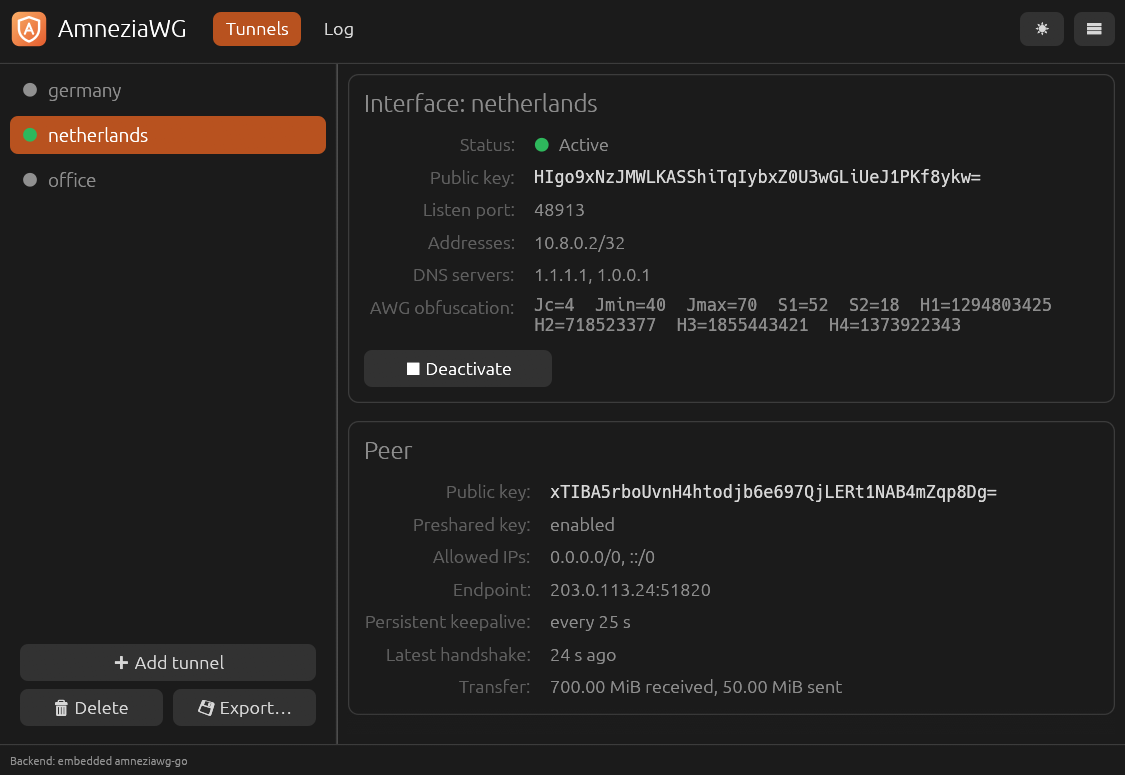 AmneziaWG
Tunnels
Log
germany
netherlands
office
Add tunnel
Delete
Export...
Interface: netherlands
Status: Active
Public key: HIgo9xNzJMWLKASShiTqIybxZ0U3wGLiUeJ1PKf8ykw=
Listen port: 48913
Addresses: 10.8.0.2/32
DNS servers: 1.1.1.1, 1.0.0.1
AWG obfuscation: Jc=4 Jmin=40 Jmax=70 S1=52 S2=18 H1=1294803425
H2=718523377 H3=1855443421 H4=1373922343
Deactivate
Peer
Public key: xTIBA5rboUvnH4htodjb6e697QjLERt1NAB4mZqp8Dg=
Preshared key: enabled
Allowed IPs: 0.0.0.0/0, ::/0
Endpoint: 203.0.113.24:51820
Persistent keepalive: every 25 s
Latest handshake: 24 s ago
Transfer: 700.00 MiB received, 50.00 MiB sent
Backend: embedded amneziawg-go